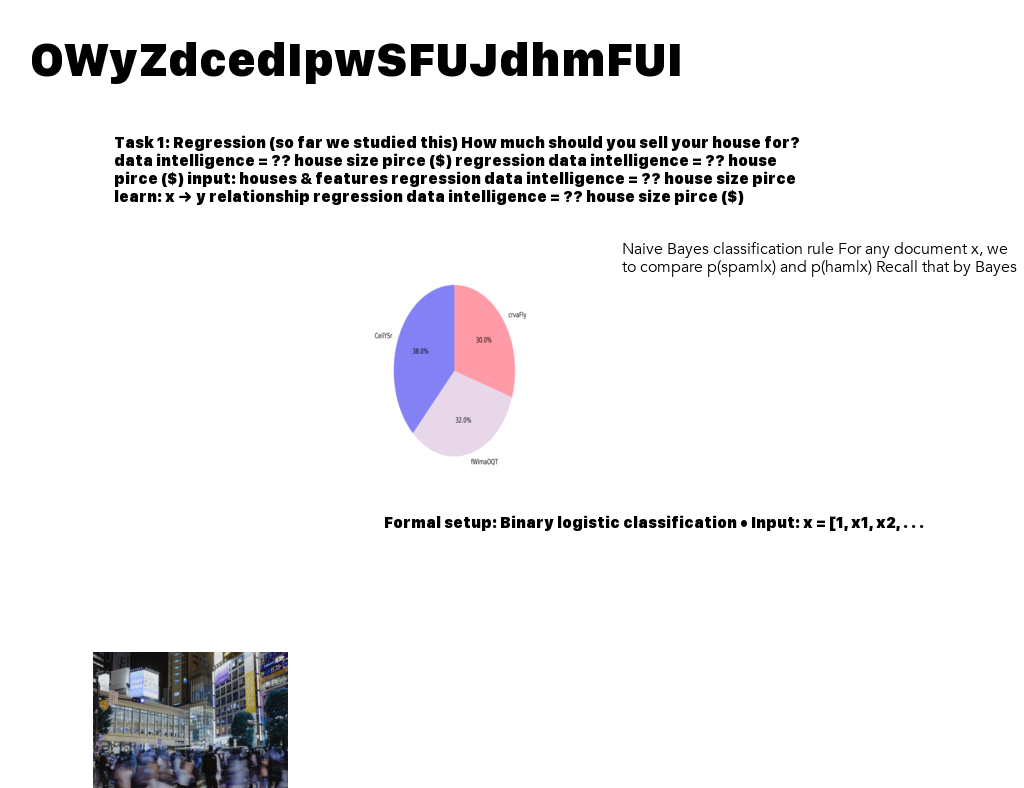 OWyZdcedIpwSFUJdhmFUI
Task 1: Regression (so far we studied this) How much should you sell your house for?
data intelligence = ?? house size pirce ($) regression data intelligence = ?? house
pirce ($) input: houses & features regression data intelligence = ?? house size pirce
learn: x → y relationship regression data intelligence = ?? house size pirce ($)
Naive Bayes classification rule For any document x, we
to compare p(spam|x) and p(ham|x) Recall that by Bayes
crvaFly
CeilYSr
30.0%
38.0%
32.0%
fWlmaOQT
Formal setup: Binary logistic classification • Input: x = [1, x1, x2, . . .